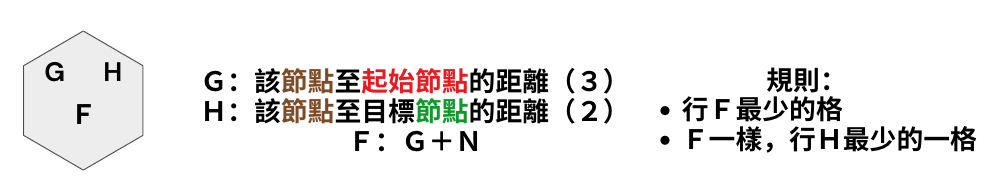 G H
F
G：該節點至起始節點的距離（3）
H：該節點至目標節點的距離（2）
F：G＋N
規則：
• 行F最少的格
• F一樣，行H最少的一格